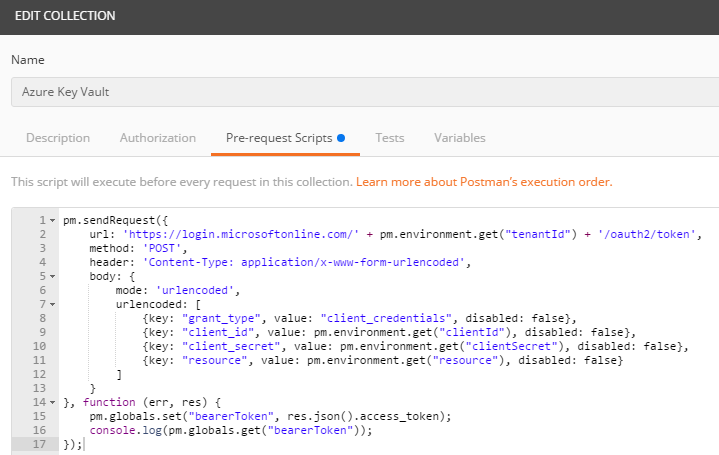 EDIT COLLECTION
Name
Azure Key Vault
Description Authorization Pre-request Scripts Tests Variables
This script will execute before every request in this collection. Learn more about Postman's execution order.
1 pm.sendRequest({
2 url: 'https://login.microsoftonline.com/' + pm.environment.get("tenantId") + '/oauth2/token',
3 method: 'POST',
4 header: 'Content-Type: application/x-www-form-urlencoded',
5 body: {
6 mode: 'urlencoded',
7 urlencoded: [
8 {key: "grant_type", value: "client_credentials", disabled: false},
9 {key: "client_id", value: pm.environment.get("clientId"), disabled: false},
10 {key: "client_secret", value: pm.environment.get("clientSecret"), disabled: false},
11 {key: "resource", value: pm.environment.get("resource"), disabled: false}
12 ]
13 }
14 }, function (err, res) {
15 pm.globals.set("bearerToken", res.json().access_token);
16 console.log(pm.globals.get("bearerToken"));
17 });